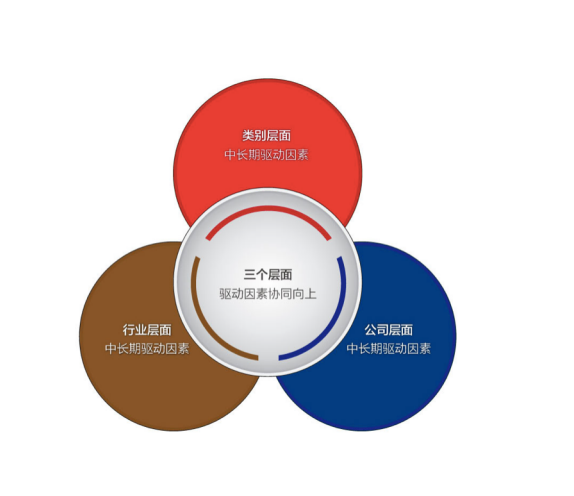 类别层面
中长期驱动因素
三个层面
驱动因素协同向上
行业层面
中长期驱动因素
公司层面
中长期驱动因素